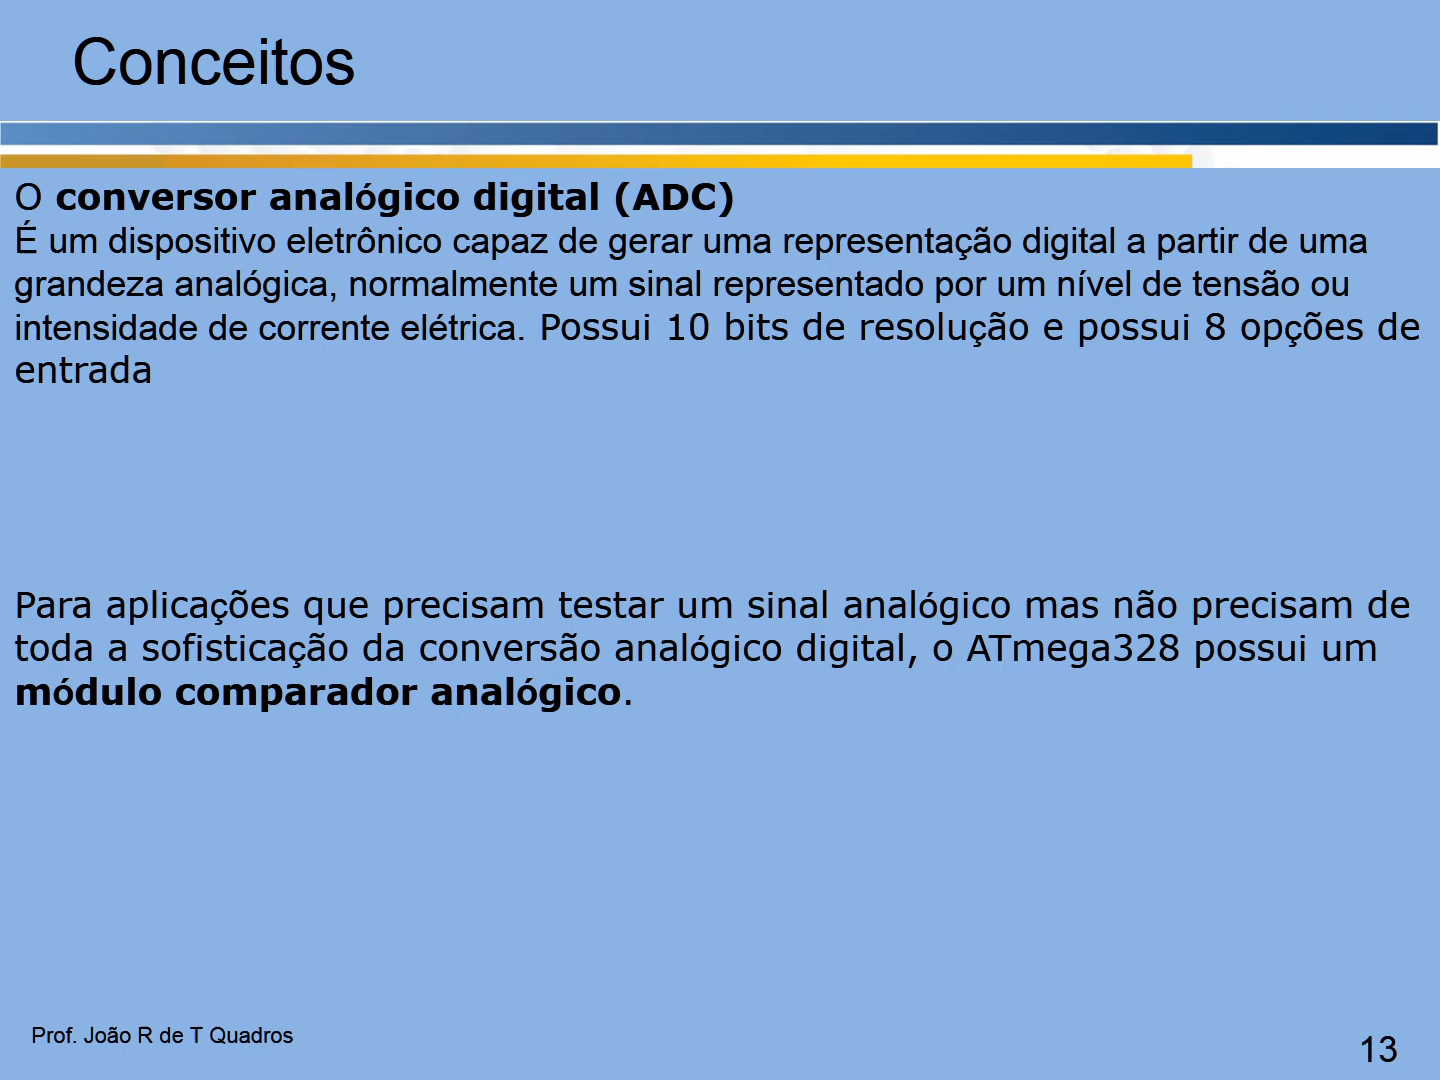 Conceitos
O conversor analógico digital (ADC)
É um dispositivo eletrônico capaz de gerar uma representação digital a partir de uma
grandeza analógica, normalmente um sinal representado por um nível de tensão ou
intensidade de corrente elétrica. Possui 10 bits de resolução e possui 8 opções de
entrada
Para aplicações que precisam testar um sinal analógico mas não precisam de
toda a sofisticação da conversão analógico digital, o ATmega328 possui um
módulo comparador analógico.
Prof. João R de T Quadros
13